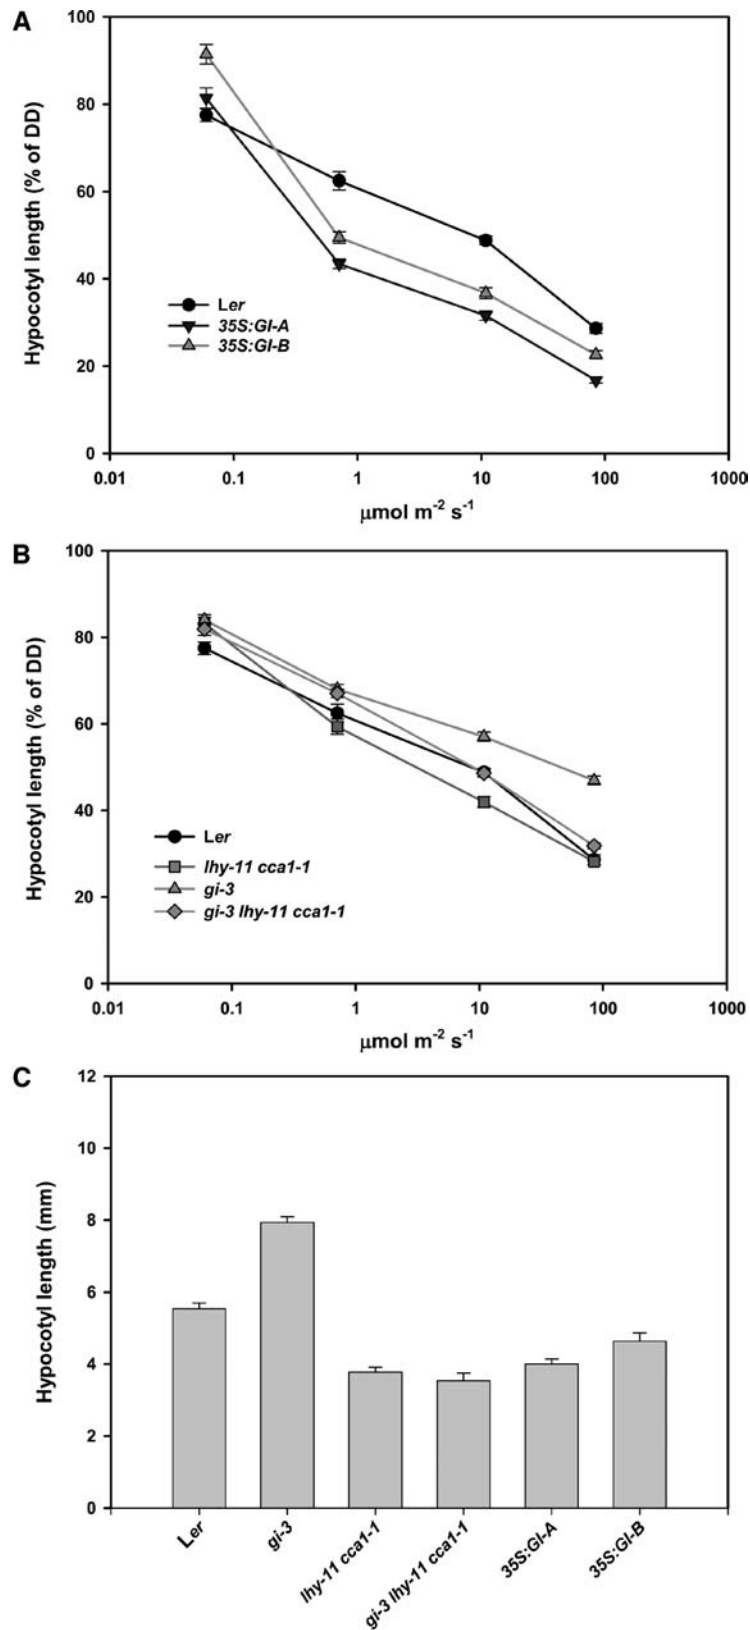 A
100
80
60
40
20
0
Hypocotyl length (% of DD)
Ler
35S:GI-A
35S:GI-B
0.01 0.1 1 10 100 1000
μmol m⁻² s⁻¹
B
100
80
60
40
20
0
Hypocotyl length (% of DD)
Ler
lhy-11 cca1-1
gi-3
gi-3 lhy-11 cca1-1
0.01 0.1 1 10 100 1000
μmol m⁻² s⁻¹
C
12
10
8
6
4
2
0
Hypocotyl length (mm)
Ler
gi-3
lhy-11 cca1-1
gi-3 lhy-11 cca1-1
35S:GI-A
35S:GI-B